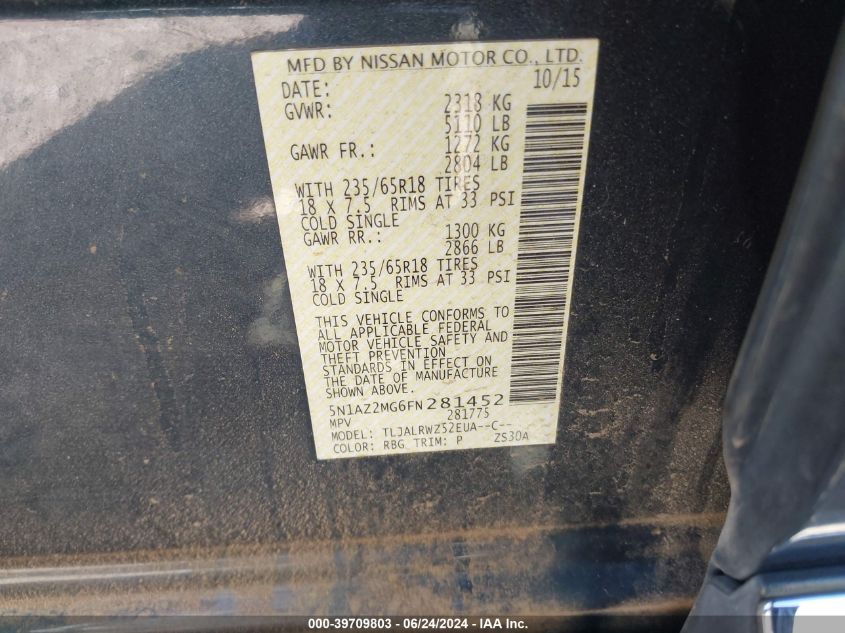 MFD BY NISSAN MOTOR CO., LTD.
DATE: 10/15
GVWR: 2318 KG
5110 LB
GAWR FR.: 1272 KG
2804 LB
WITH 235/65R18 TIRES
18 X 7.5 RIMS AT 33 PSI
COLD SINGLE
GAWR RR.: 1300 KG
2866 LB
WITH 235/65R18 TIRES
18 X 7.5 RIMS AT 33 PSI
COLD SINGLE
THIS VEHICLE CONFORMS TO
ALL APPLICABLE FEDERAL
MOTOR VEHICLE SAFETY AND
THEFT PREVENTION
STANDARDS IN EFFECT ON
THE DATE OF MANUFACTURE
SHOWN ABOVE.
5N1AZ2MG6FN281452
MPV 281775
MODEL: TLJALRWZ52EUA--C--
COLOR: RBG TRIM: P ZS30A
000-39709803 - 06/24/2024 - IAA Inc.